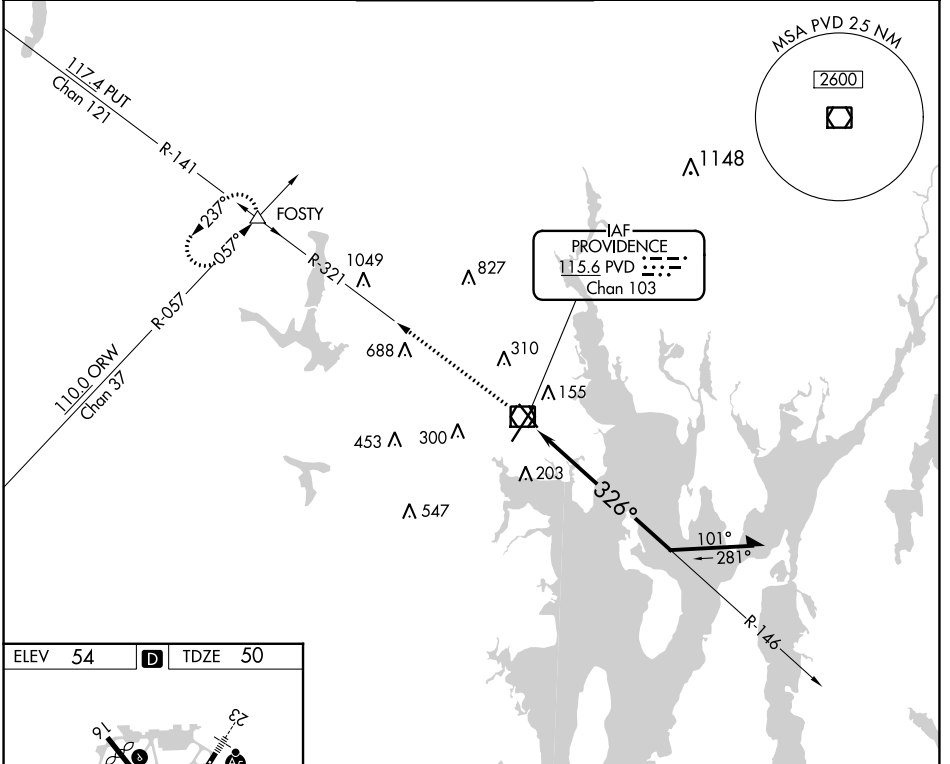 MSA PVD 25 NM
2600
117.4 PUT
Chan 121
R-141
1148
237°
FOSTY
057°
IAF
PROVIDENCE
115.6 PVD
Chan 103
R-321
1049
827
R-057
688
310
110.0 ORW
Chan 37
155
453
300
203
326°
547
101°
281°
R-146
ELEV 54
D
TDZE 50
16
23